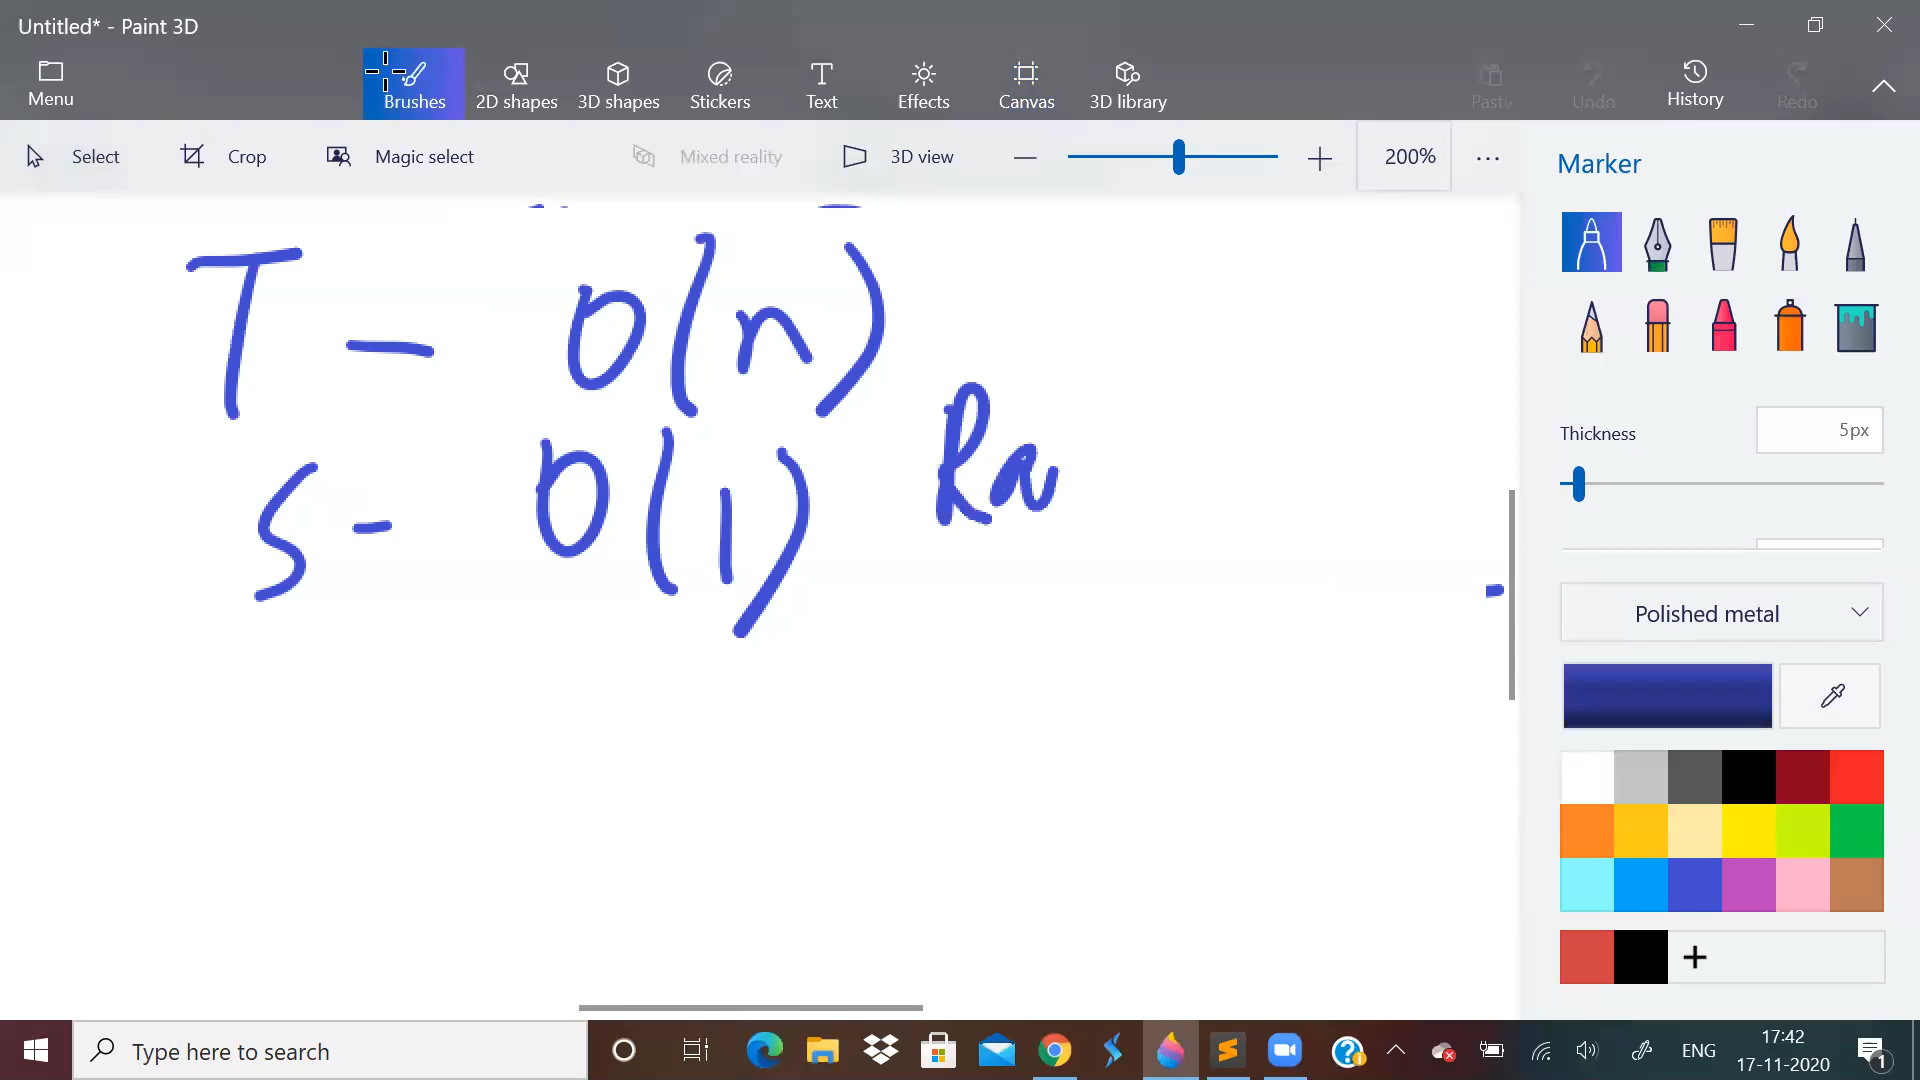 Untitled* - Paint 3D
Menu
Brushes
2D shapes
3D shapes
Stickers
Text
Effects
Canvas
3D library
Paste
Undo
History
Redo
Select
Crop
Magic select
Mixed reality
3D view
200%
Marker
Thickness
5px
Polished metal
T - O(n)
S - O(1)
Ra
Type here to search
ENG
17:42
17-11-2020
1